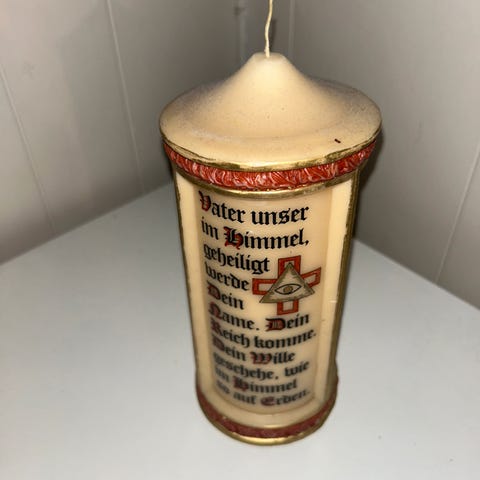 Vater unser
im Himmel,
geheiligt
werde
Dein
Name. Dein
Reich komme.
Dein Wille
geschehe, wie
im Himmel
so auf Erden.